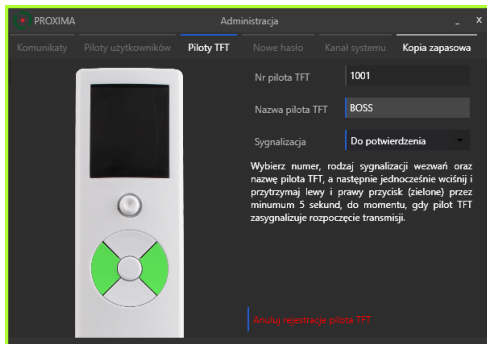 PROXIMA
Administracja
_ X
Komunikaty Piloty użytkowników Piloty TFT Nowe hasło Kanał systemu Kopia zapasowa
Nr pilota TFT 1001
Nazwa pilota TFT BOSS
Sygnalizacja Do potwierdzenia
Wybierz numer, rodzaj sygnalizacji wezwań oraz
nazwę pilota TFT, a następnie jednocześnie wciśnij i
przytrzymaj lewy i prawy przycisk (zielone) przez
minumum 5 sekund, do momentu, gdy pilot TFT
zasygnalizuje rozpoczęcie transmisji.
Anuluj rejestracje pilota TFT